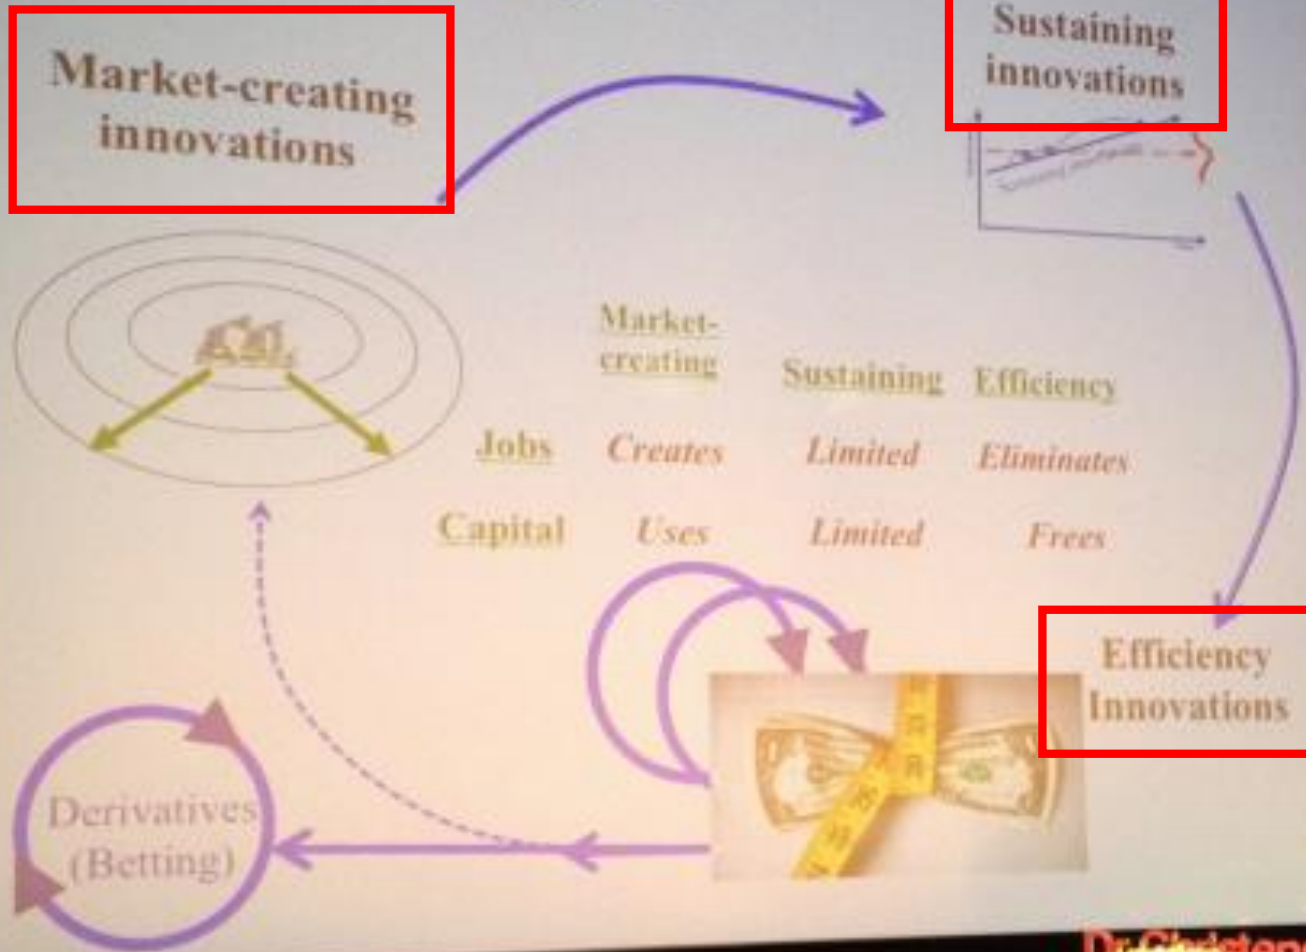 Market-creating
innovations
Sustaining
innovations
Market-
creating
Sustaining
Efficiency
Jobs
Creates
Limited
Eliminates
Capital
Uses
Limited
Frees
Efficiency
Innovations
Derivatives
(Betting)